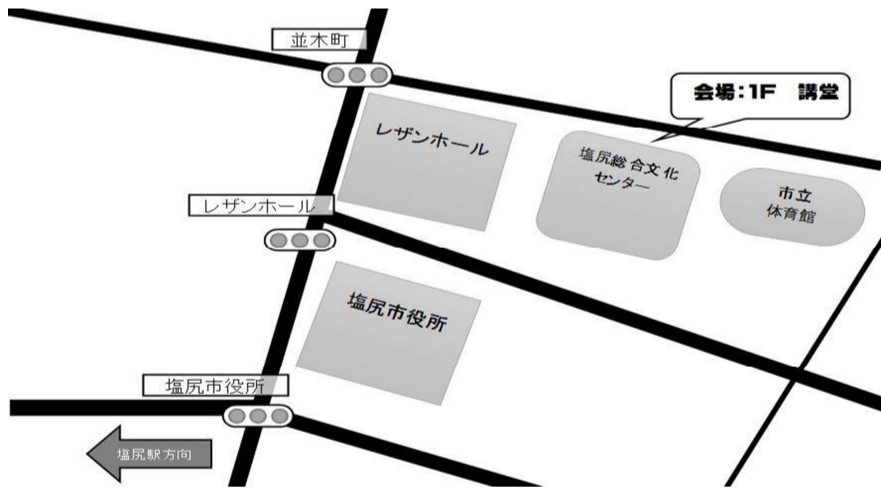 並木町
会場:1F 講堂
レザンホール
塩尻総合文化
センター
市立
体育館
レザンホール
塩尻市役所
塩尻市役所
塩尻駅方向